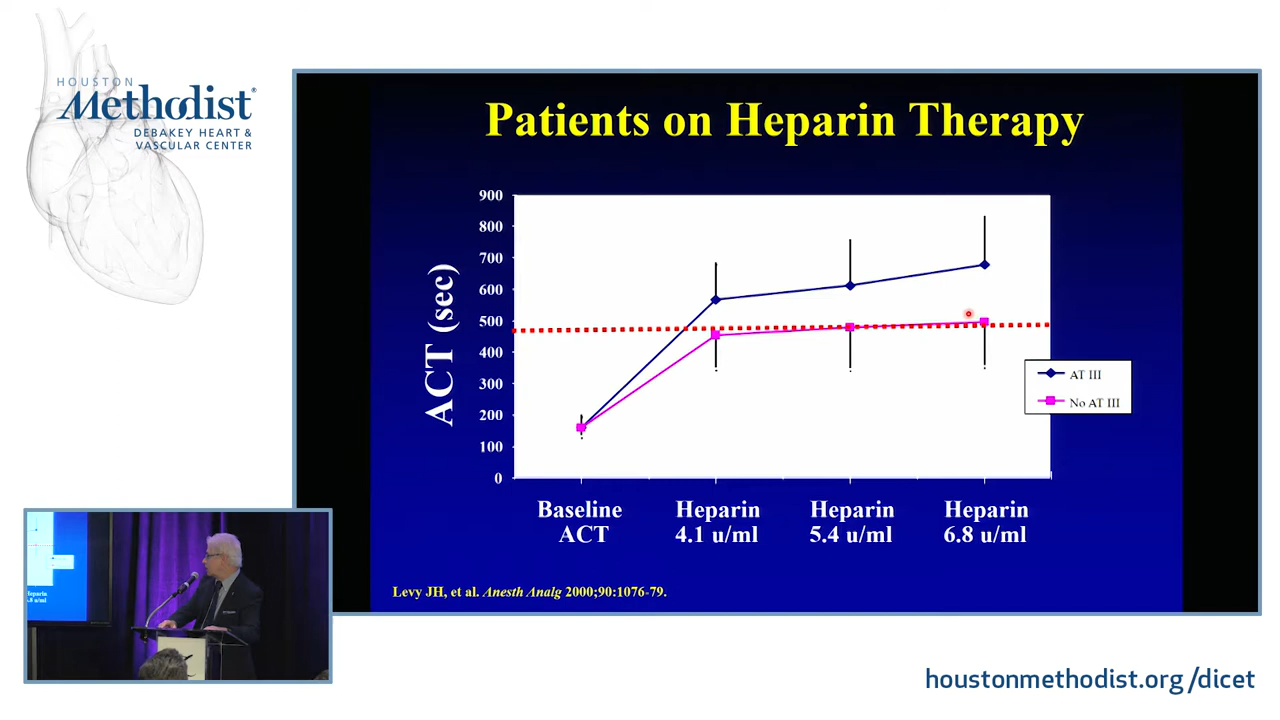 HOUSTON
Methodist®
DEBAKEY HEART &
VASCULAR CENTER
Patients on Heparin Therapy
ACT (sec)
900
800
700
600
500
400
300
200
100
0
AT III
No AT III
Baseline
ACT
Heparin
4.1 u/ml
Heparin
5.4 u/ml
Heparin
6.8 u/ml
Levy JH, et al. Anesth Analg 2000;90:1076-79.
houstonmethodist.org/dicet